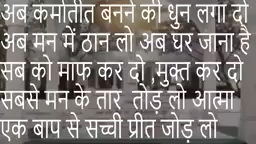 अब कर्मातीत बनने की धुन लगा दो
अब मन में ठान लो अब घर जाना है
सब को माफ कर दो ,मुक्त कर दो
सबसे मन के तार तोड़ लो आत्मा
एक बाप से सच्ची प्रीत जोड़ लो